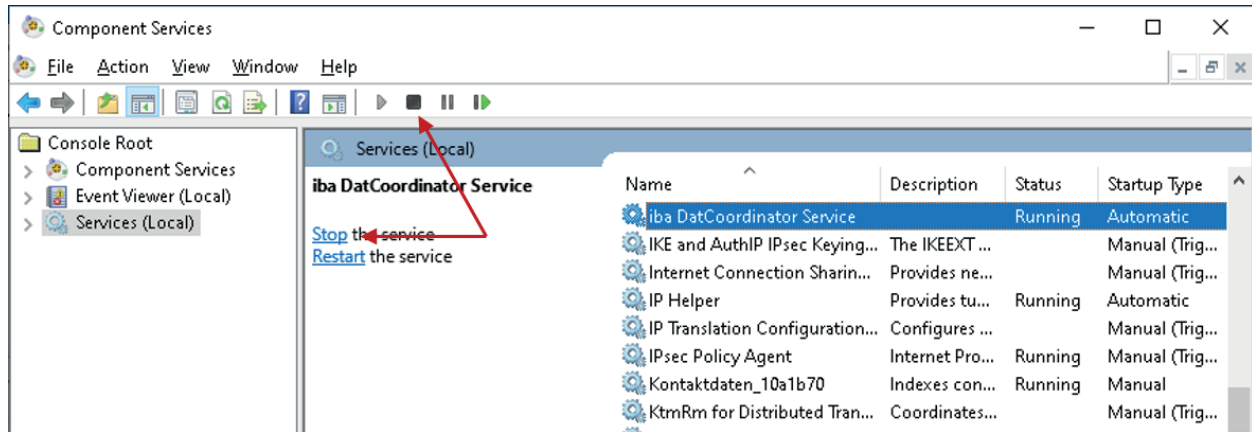 Component Services
File Action View Window Help
Console Root
Component Services
Event Viewer (Local)
Services (Local)
Services (Local)
iba DatCoordinator Service
Stop the service
Restart the service
Name Description Status Startup Type
iba DatCoordinator Service Running Automatic
IKE and AuthIP IPsec Keying... The IKEEXT ... Manual (Trig...
Internet Connection Sharin... Provides ne... Manual (Trig...
IP Helper Provides tu... Running Automatic
IP Translation Configuration... Configures ... Manual (Trig...
IPsec Policy Agent Internet Pro... Running Manual (Trig...
Kontaktdaten_10a1b70 Indexes con... Running Manual
KtmRm for Distributed Tran... Coordinates... Manual (Trig...